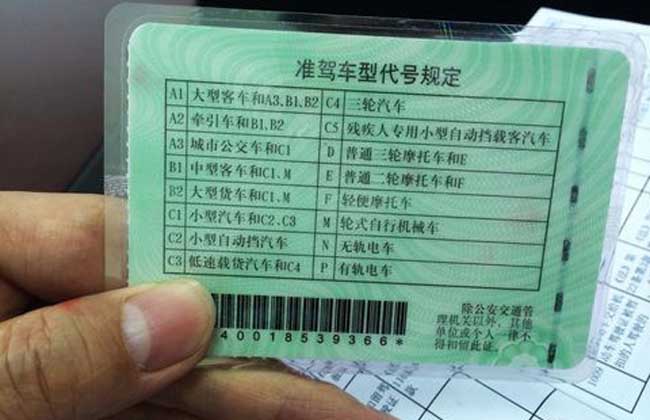 准驾车型代号规定
A1 大型客车和A3、B1、B2 C4 三轮汽车
A2 牵引车和B1、B2 C5 残疾人专用小型自动挡载客汽车
A3 城市公交车和C1 D 普通三轮摩托车和E
B1 中型客车和C1、M E 普通二轮摩托车和F
B2 大型货车和C1、M F 轻便摩托车
C1 小型汽车和C2、C3 M 轮式自行机械车
C2 小型自动挡汽车 N 无轨电车
C3 低速载货汽车和C4 P 有轨电车
40018539366*
除公安交通管
理机关以外，其他
单位或个人一律不
得扣留此证。